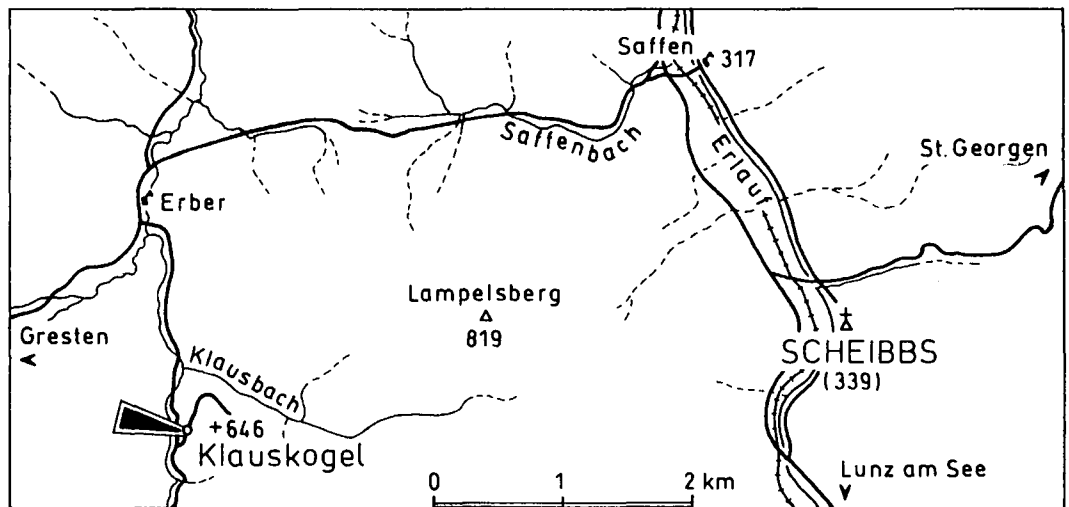 Saffen
317
Saffenbach
Erlauf
St. Georgen
Erber
Lampelsberg
819
Gresten
SCHEIBBS
(339)
Klausbach
+646
Klauskogel
0 1 2 km
Lunz am See